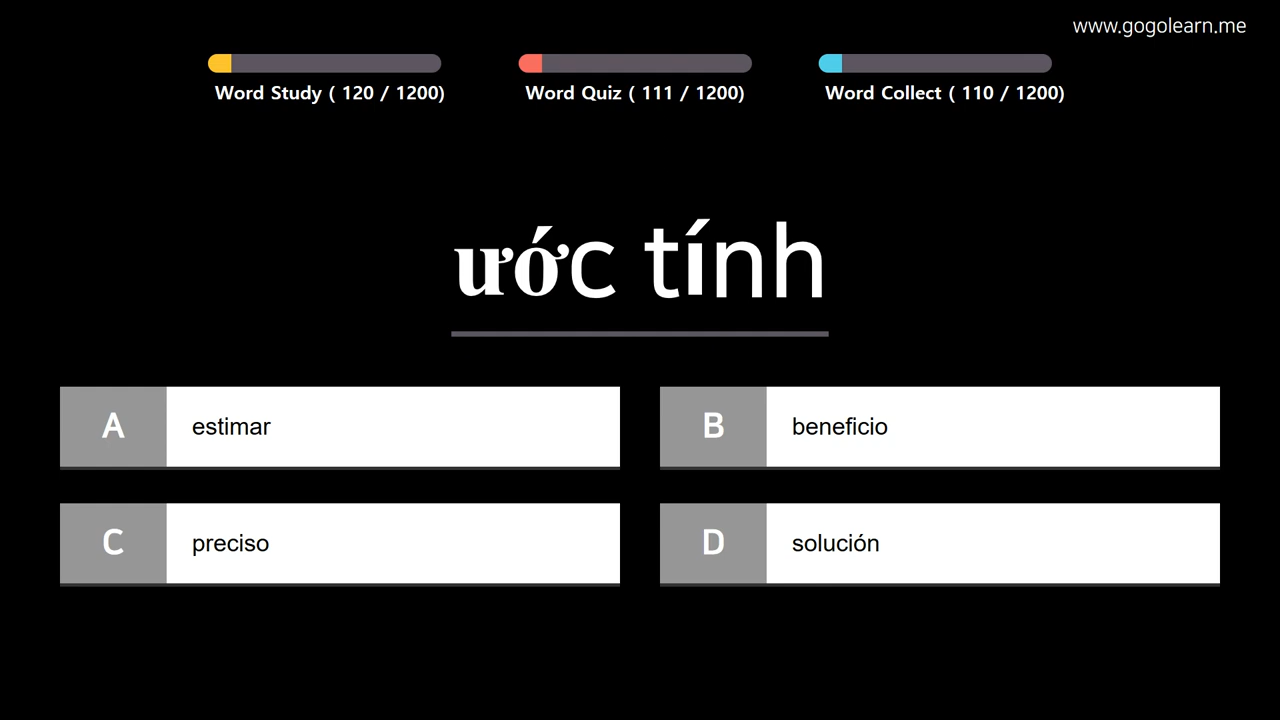 www.gogolearn.me
Word Study ( 120 / 1200)
Word Quiz ( 111 / 1200)
Word Collect ( 110 / 1200)
ước tính
A estimar
B beneficio
C preciso
D solución